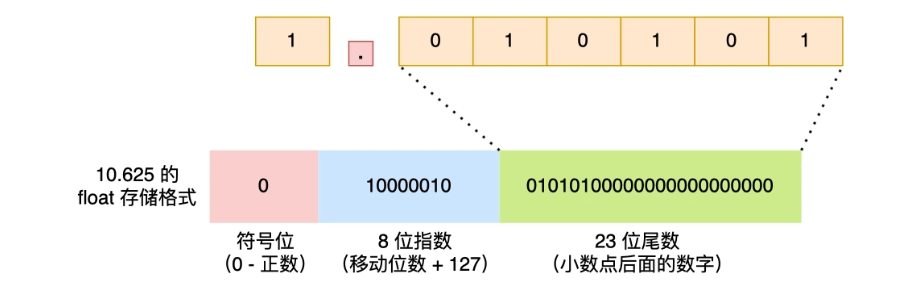 1 . 0 1 0 1 0 1
10.625 的
float 存储格式
0 10000010 01010100000000000000000
符号位 8 位指数 23 位尾数
（0 - 正数） （移动位数 + 127） （小数点后面的数字）